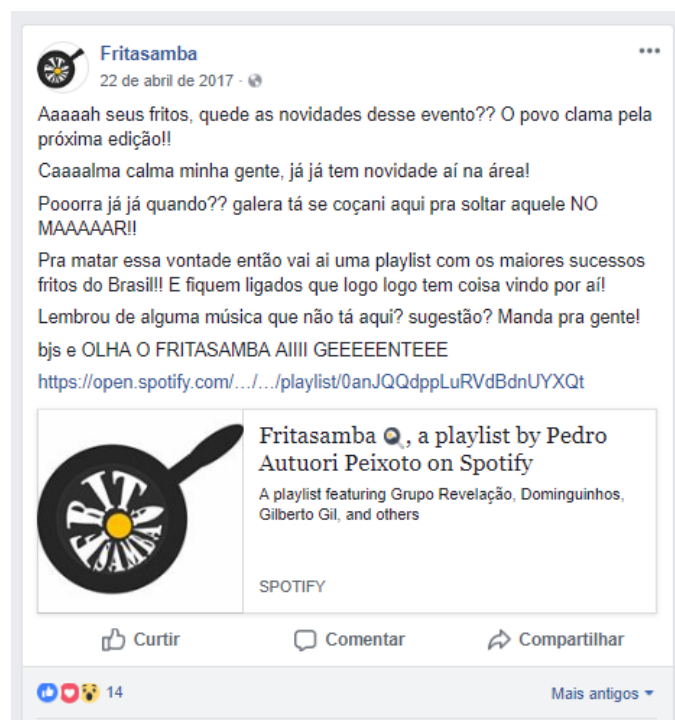 Fritasamba
22 de abril de 2017 ·
Aaaaah seus fritos, quede as novidades desse evento?? O povo clama pela
próxima edição!!
Caaaalma calma minha gente, já já tem novidade aí na área!
Pooorra já já quando?? galera tá se coçani aqui pra soltar aquele NO
MAAAAAR!!
Pra matar essa vontade então vai ai uma playlist com os maiores sucessos
fritos do Brasil!! E fiquem ligados que logo logo tem coisa vindo por aí!
Lembrou de alguma música que não tá aqui? sugestão? Manda pra gente!
bjs e OLHA O FRITASAMBA AIIII GEEEEENTEEE
https://open.spotify.com/…/…/playlist/0anJQQdppLuRVdBdnUYXQt
FRITA
SAMBA
Fritasamba 🍳, a playlist by Pedro
Autuori Peixoto on Spotify
A playlist featuring Grupo Revelação, Dominguinhos,
Gilberto Gil, and others
SPOTIFY
Curtir
Comentar
Compartilhar
14
Mais antigos